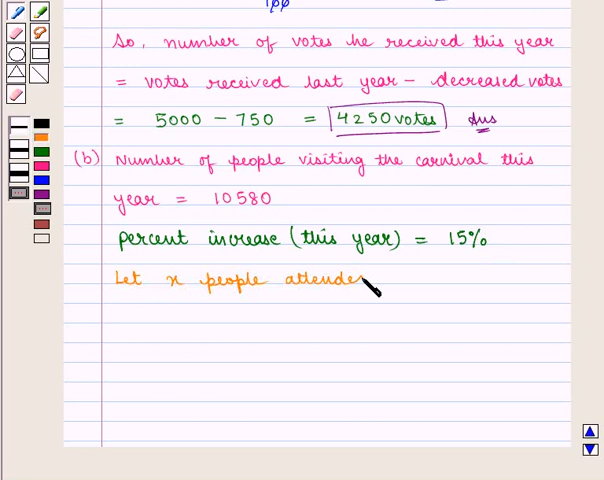 100
So, number of votes he received this year
= votes received last year - decreased votes
= 5000 - 750 = 4250 votes Ans
(b) Number of people visiting the carnival this
year = 10580
percent increase (this year) = 15%
Let x people attende